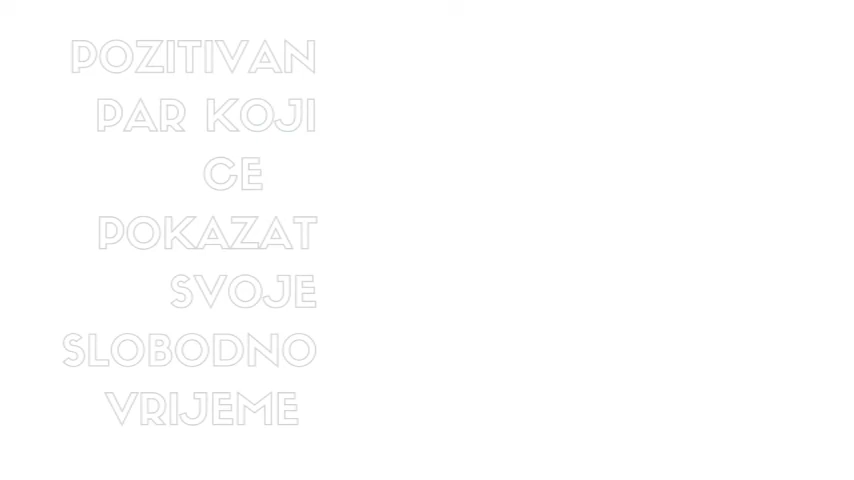 POZITIVAN
PAR KOJI
CE
POKAZAT
SVOJE
SLOBODNO
VRIJEME